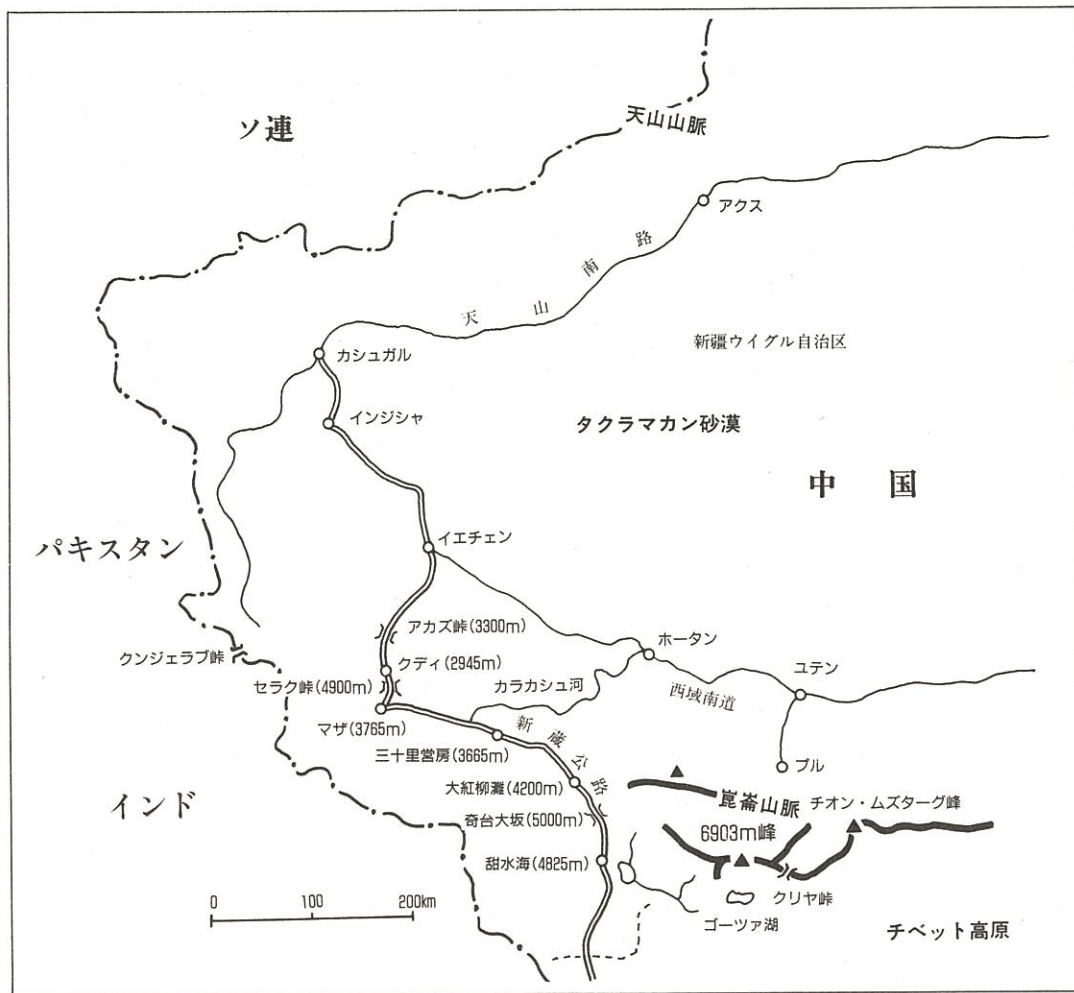 ソ連
天山山脈
アクス
天山南路
新疆ウイグル自治区
カシュガル
インジシャ
タクラマカン砂漠
中国
パキスタン
イエチェン
アカズ峠(3300m)
クンジェラブ峠
クディ(2945m)
ホータン
セラク峠(4900m)
カラカシュ河
西域南道
ユテン
マザ(3765m)
新蔵公路
三十里営房(3665m)
プル
インド
大紅柳灘(4200m)
崑崙山脈
チオン・ムズターグ峰
奇台大坂(5000m)
6903m峰
甜水海(4825m)
クリヤ峠
0 100 200km
ゴーツァ湖
チベット高原